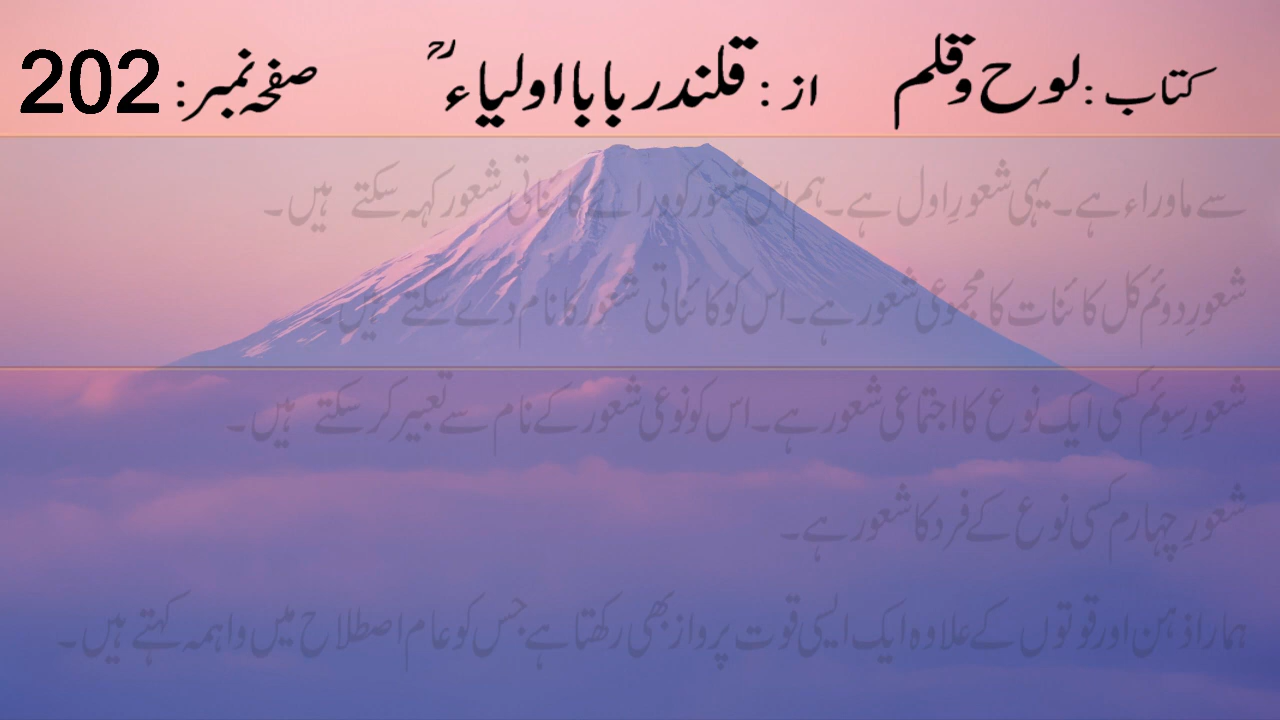 کتاب : لوح و قلم از : قلندر بابا اولیاءؒ صفحہ نمبر : 202
سے ماوراء ہے۔ یہی شعورِ اول ہے۔ ہم اس شعور کو ورائے کائناتی شعور کہہ سکتے ہیں۔
شعورِ دوئم کل کائنات کا مجموعی شعور ہے۔ اس کو کائناتی شعور کا نام دے سکتے ہیں۔
شعورِ سوئم کسی ایک نوع کا اجتماعی شعور ہے۔ اس کو نوعی شعور کے نام سے تعبیر کر سکتے ہیں۔
شعورِ چہارم کسی نوع کے فرد کا شعور ہے۔
ہمارا ذہن اور قوتوں کے علاوہ ایک ایسی قوت پرواز بھی رکھتا ہے جس کو عام اصطلاح میں واہمہ کہتے ہیں۔